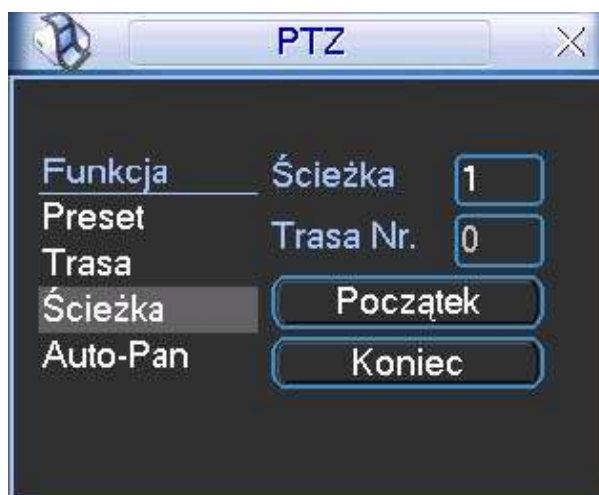 PTZ
Funkcja
Preset
Trasa
Ścieżka
Auto-Pan
Ścieżka 1
Trasa Nr. 0
Początek
Koniec